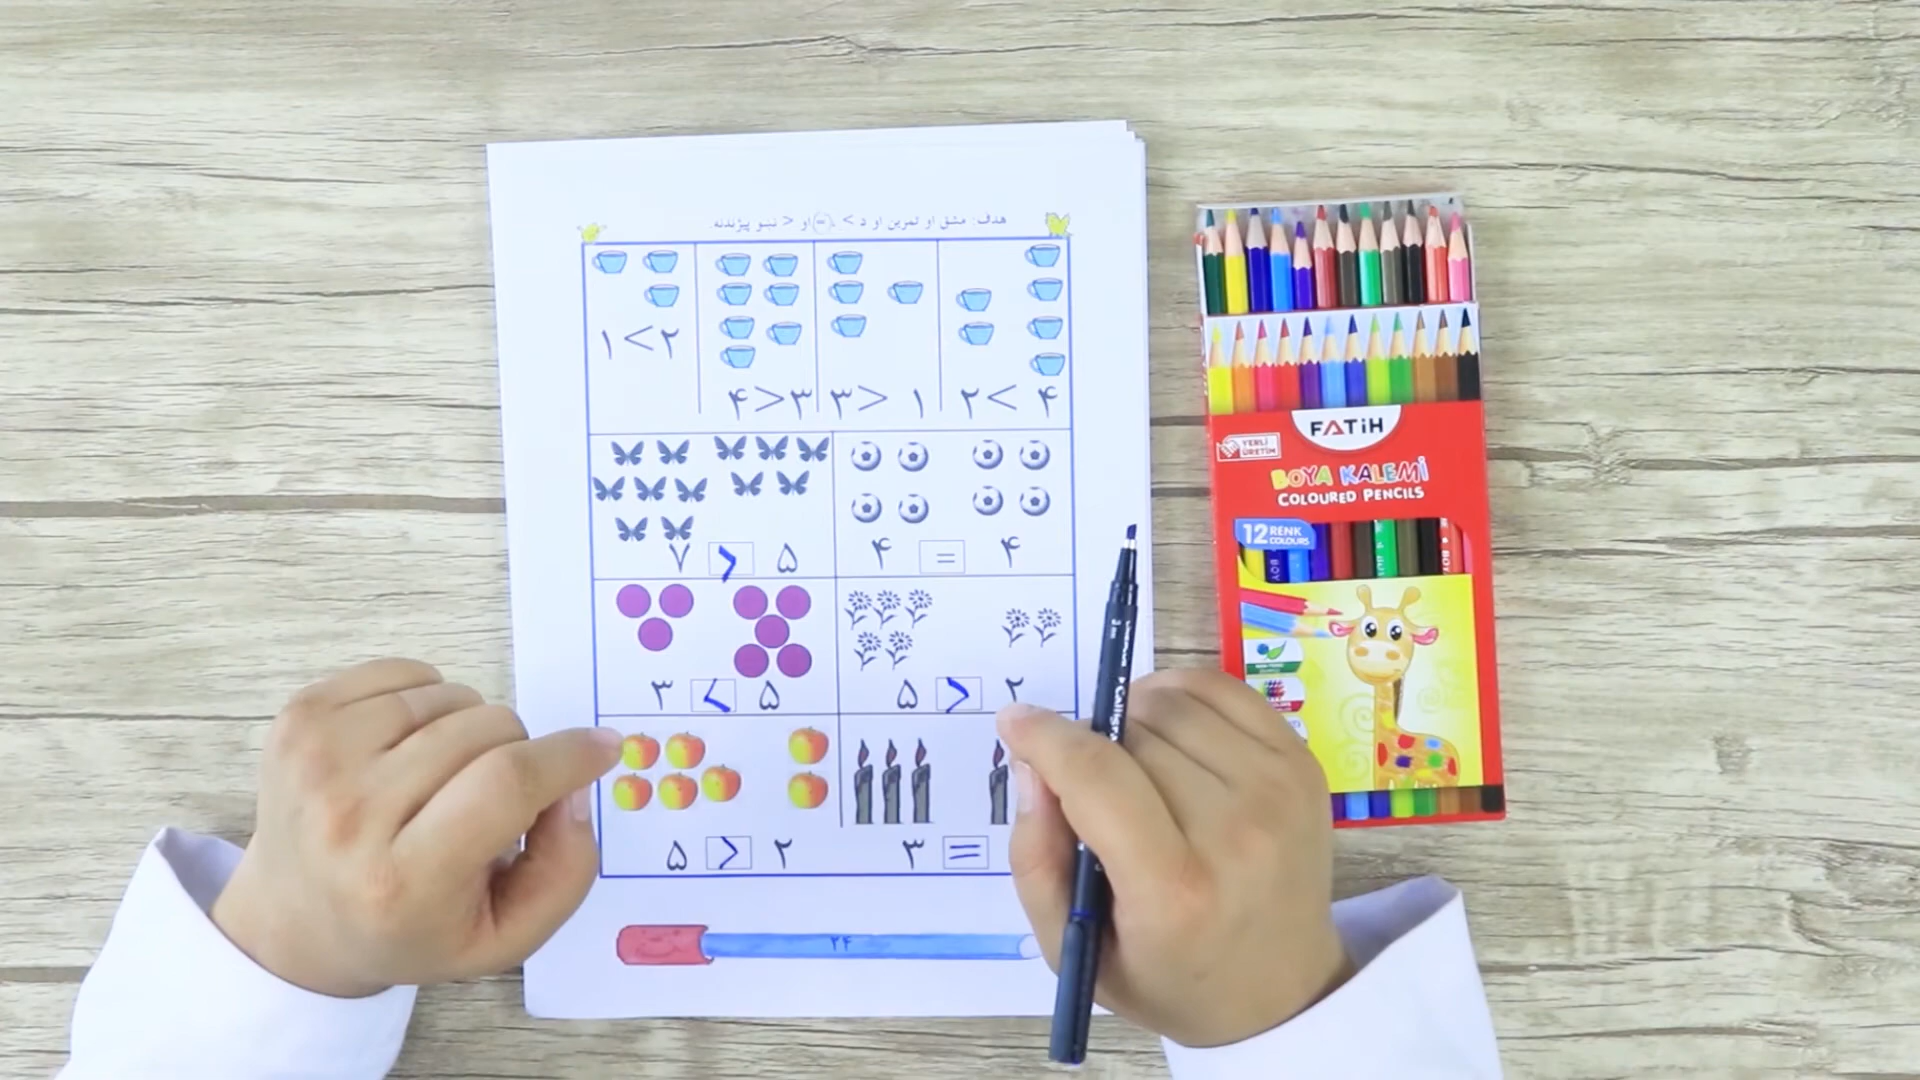 هدف: مشق او تمرین او د > ، (=) او < نښو پېژندنه.
۱ < ۲
۴ > ۳
۳ > ۱
۲ < ۴
۷ > ۵
۴ = ۴
۳ < ۵
۵ > ۲
۵ > ۲
۳ =
۲۴
FATiH
YERLİ ÜRETİM
BOYA KALEMİ
COLOURED PENCILS
12 RENK
COLOURS